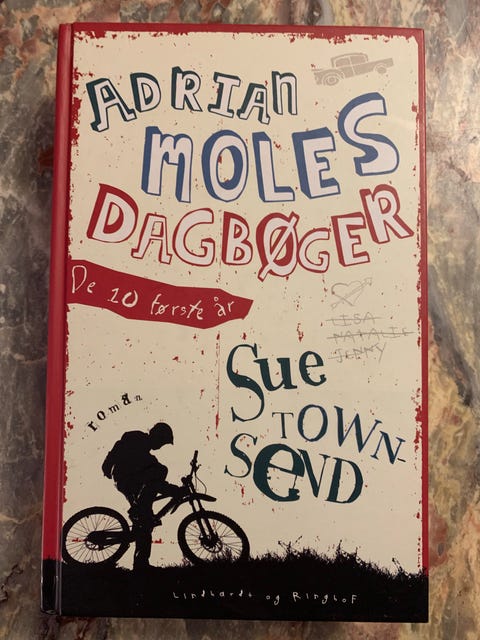 ADRIAN
MOLES
DAGBØGER
De 10 første år
LISA
NATALIE
JENNY
Sue
TOWN-
SEND
roman
Lindhardt og Ringhof